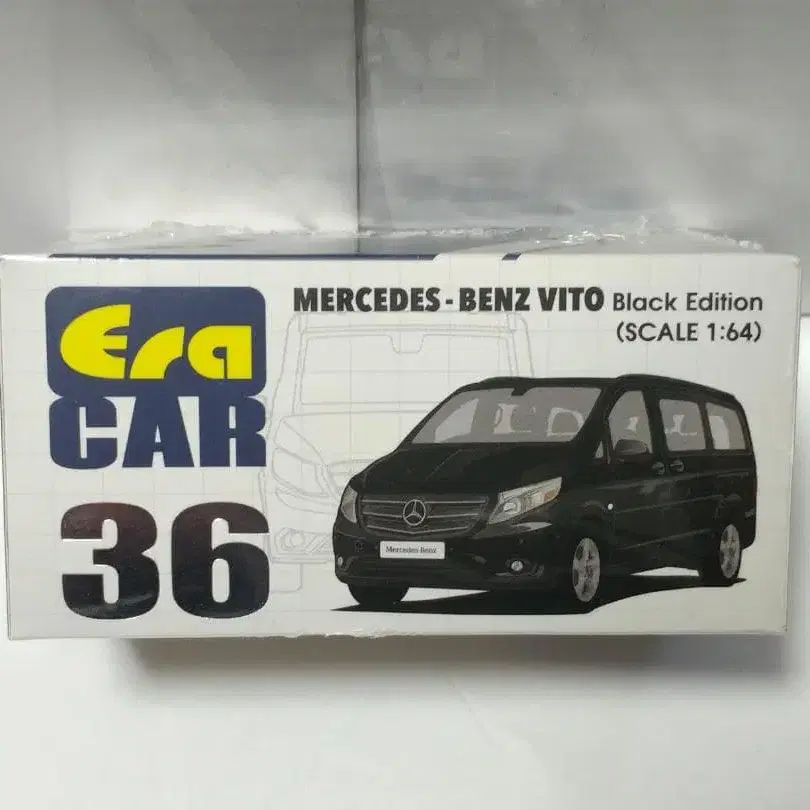 Era
CAR
36
MERCEDES-BENZ VITO Black Edition
(SCALE 1:64)
Mercedes-Benz